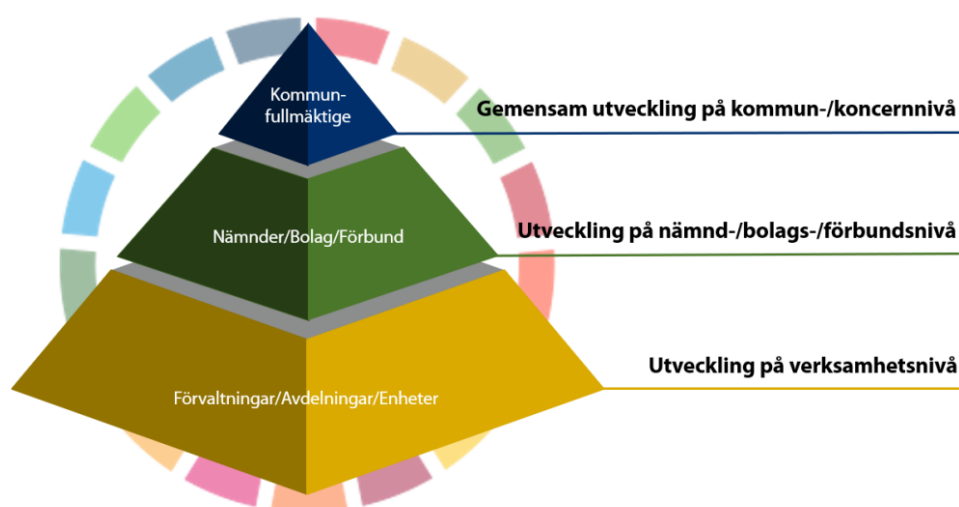 Kommun-
fullmäktige
Gemensam utveckling på kommun-/koncernnivå
Nämnder/Bolag/Förbund
Utveckling på nämnd-/bolags-/förbundsnivå
Utveckling på verksamhetsnivå
Förvaltningar/Avdelningar/Enheter